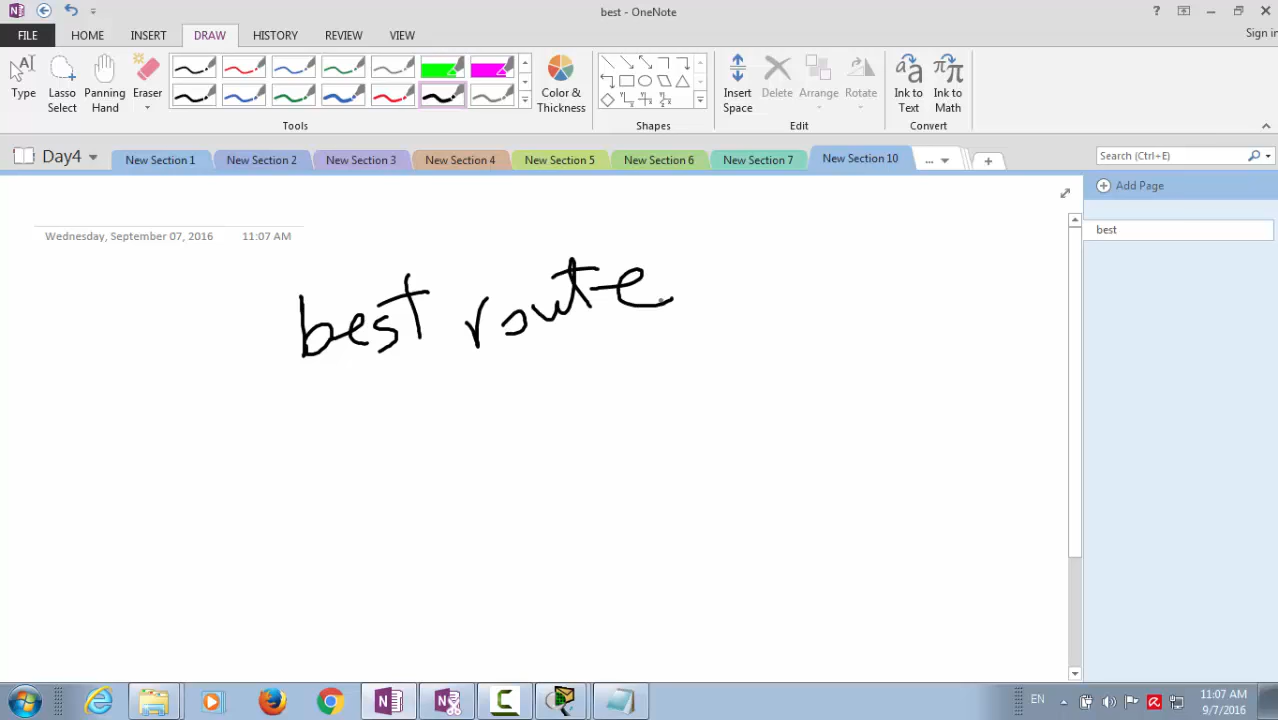 best - OneNote
? Sign in
FILE HOME INSERT DRAW HISTORY REVIEW VIEW
Type Lasso Select Panning Hand Eraser Color & Thickness Insert Space Delete Arrange Rotate Ink to Text Ink to Math
Tools Shapes Edit Convert
Day4 New Section 1 New Section 2 New Section 3 New Section 4 New Section 5 New Section 6 New Section 7 New Section 10 ... Search (Ctrl+E)
Add Page
best
Wednesday, September 07, 2016 11:07 AM
best route
EN 11:07 AM
9/7/2016